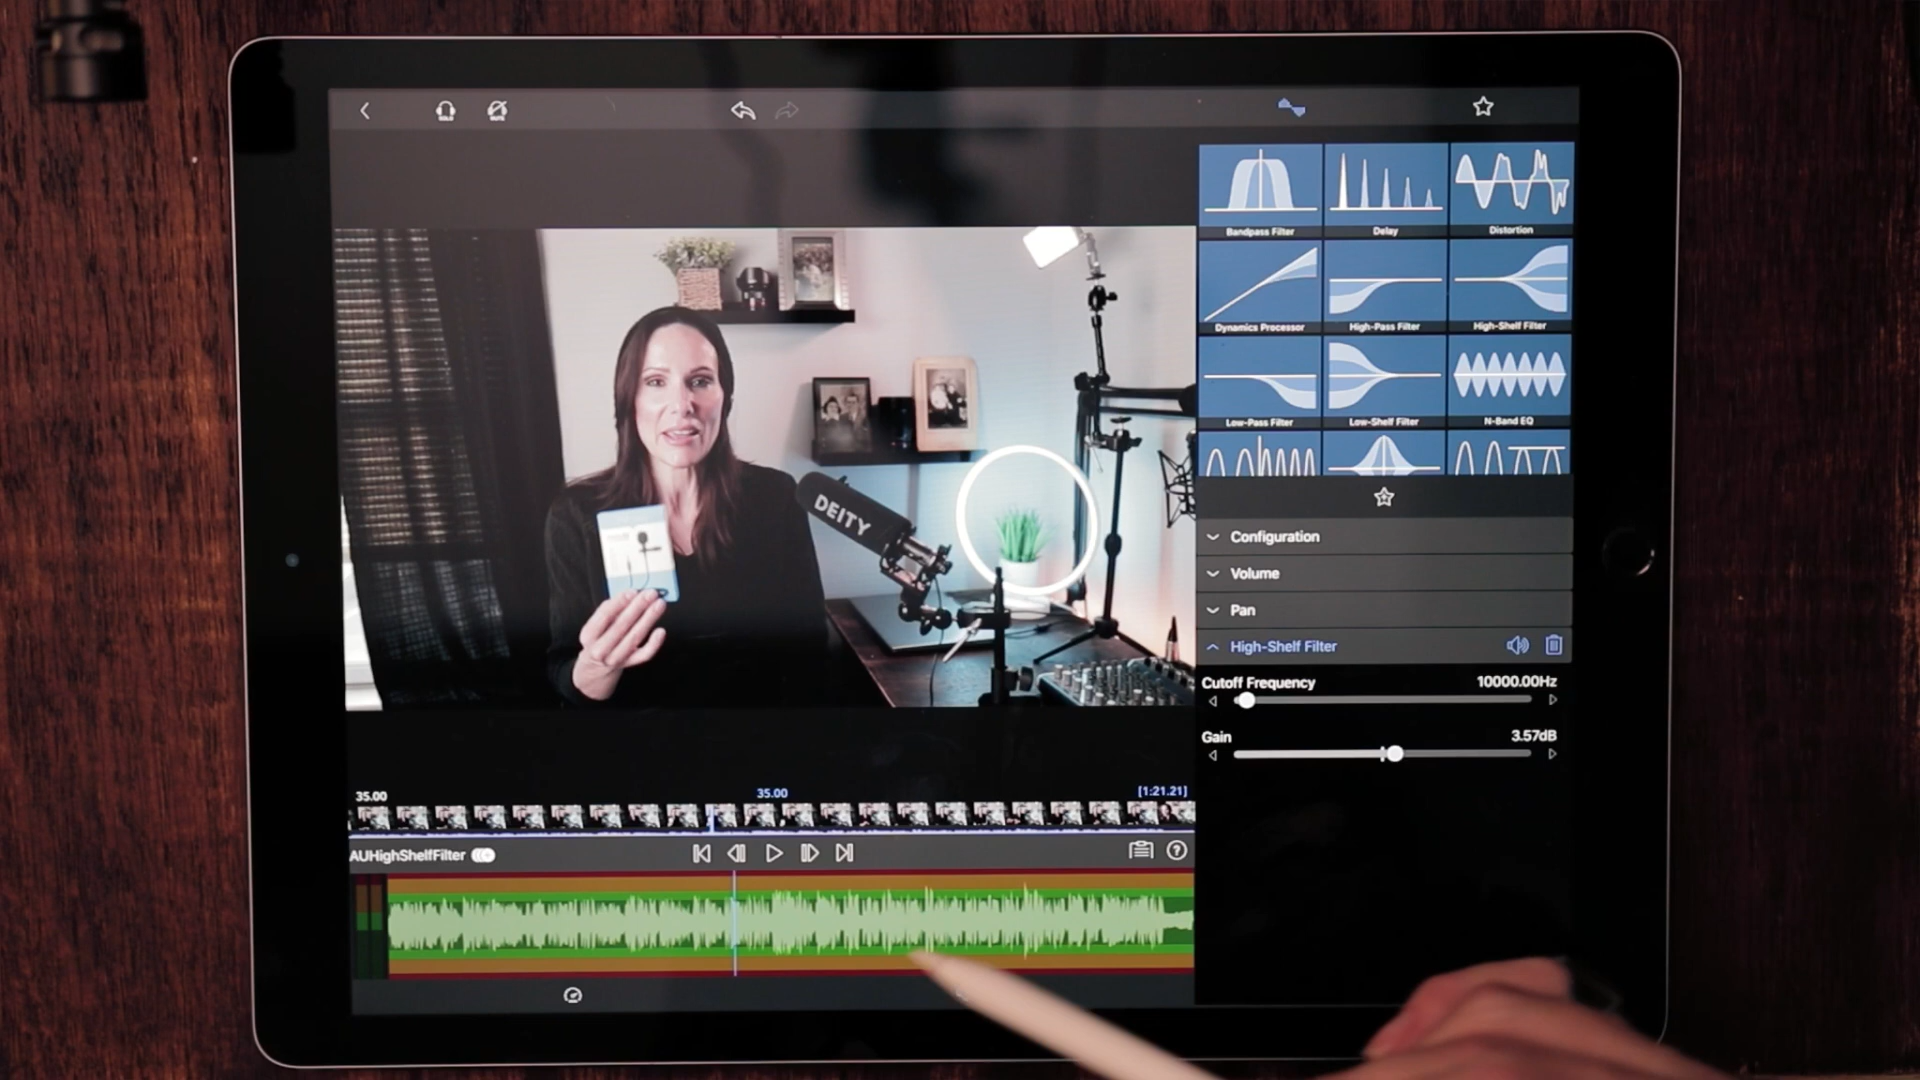 SOLO
MUTE
Bandpass Filter
Delay
Distortion
Dynamics Processor
High-Pass Filter
High-Shelf Filter
Low-Pass Filter
Low-Shelf Filter
N-Band EQ
DEITY
Configuration
Volume
Pan
High-Shelf Filter
Cutoff Frequency 10000.00Hz
Gain 3.57dB
35.00 35.00 [1:21.21]
AUHighShelfFilter
?